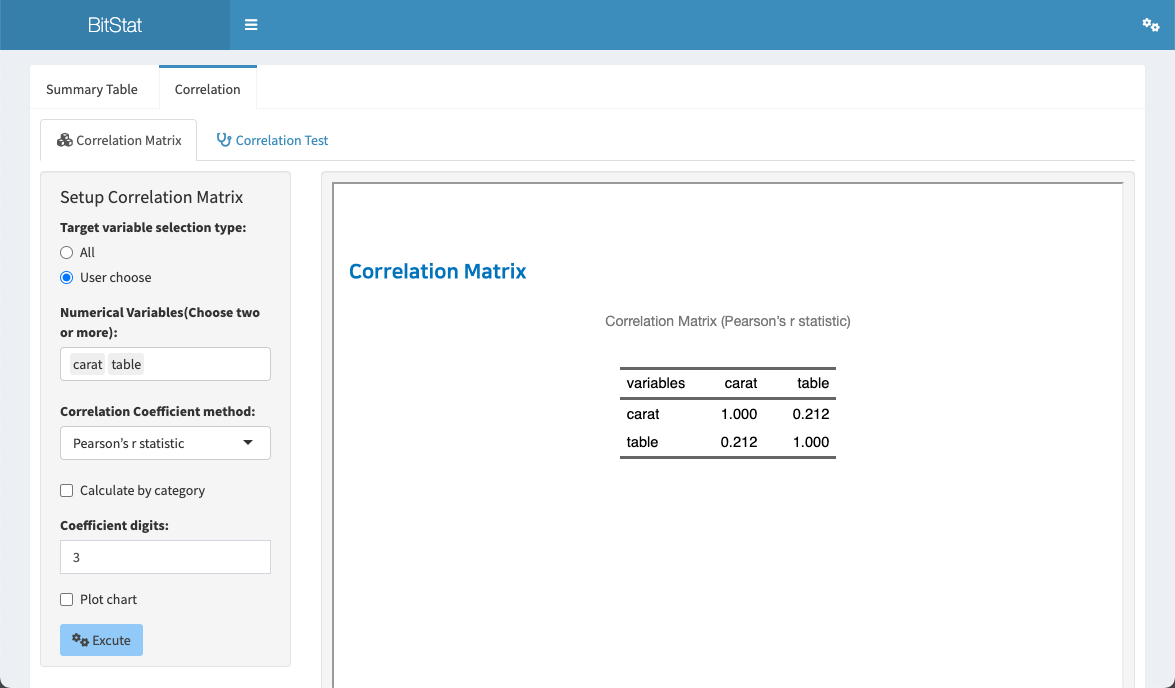 BitStat
Summary Table Correlation
Correlation Matrix Correlation Test
Setup Correlation Matrix
Target variable selection type:
All
User choose
Numerical Variables(Choose two
or more):
carat table
Correlation Coefficient method:
Pearson's r statistic
Calculate by category
Coefficient digits:
3
Plot chart
Excute
Correlation Matrix
Correlation Matrix (Pearson's r statistic)
variables carat table
carat 1.000 0.212
table 0.212 1.000